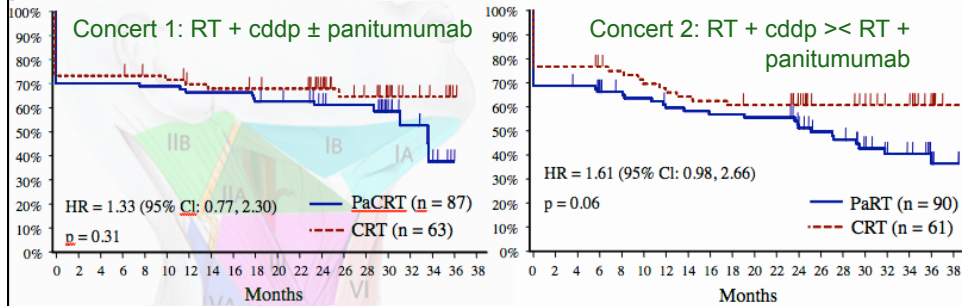 Concert 1: RT + cddp ± panitumumab
100%
90%
80%
70%
60%
50%
40%
30%
20%
10%
0%
IIB
IB
IA
IIA
HR = 1.33 (95% CI: 0.77, 2.30)
p = 0.31
PaCRT (n = 87)
CRT (n = 63)
VA
III
VI
0 2 4 6 8 10 12 14 16 18 20 22 24 26 28 30 32 34 36 38
Months
Concert 2: RT + cddp >< RT +
panitumumab
100%
90%
80%
70%
60%
50%
40%
30%
20%
10%
0%
HR = 1.61 (95% CI: 0.98, 2.66)
p = 0.06
PaRT (n = 90)
CRT (n = 61)
0 2 4 6 8 10 12 14 16 18 20 22 24 26 28 30 32 34 36 38
Months